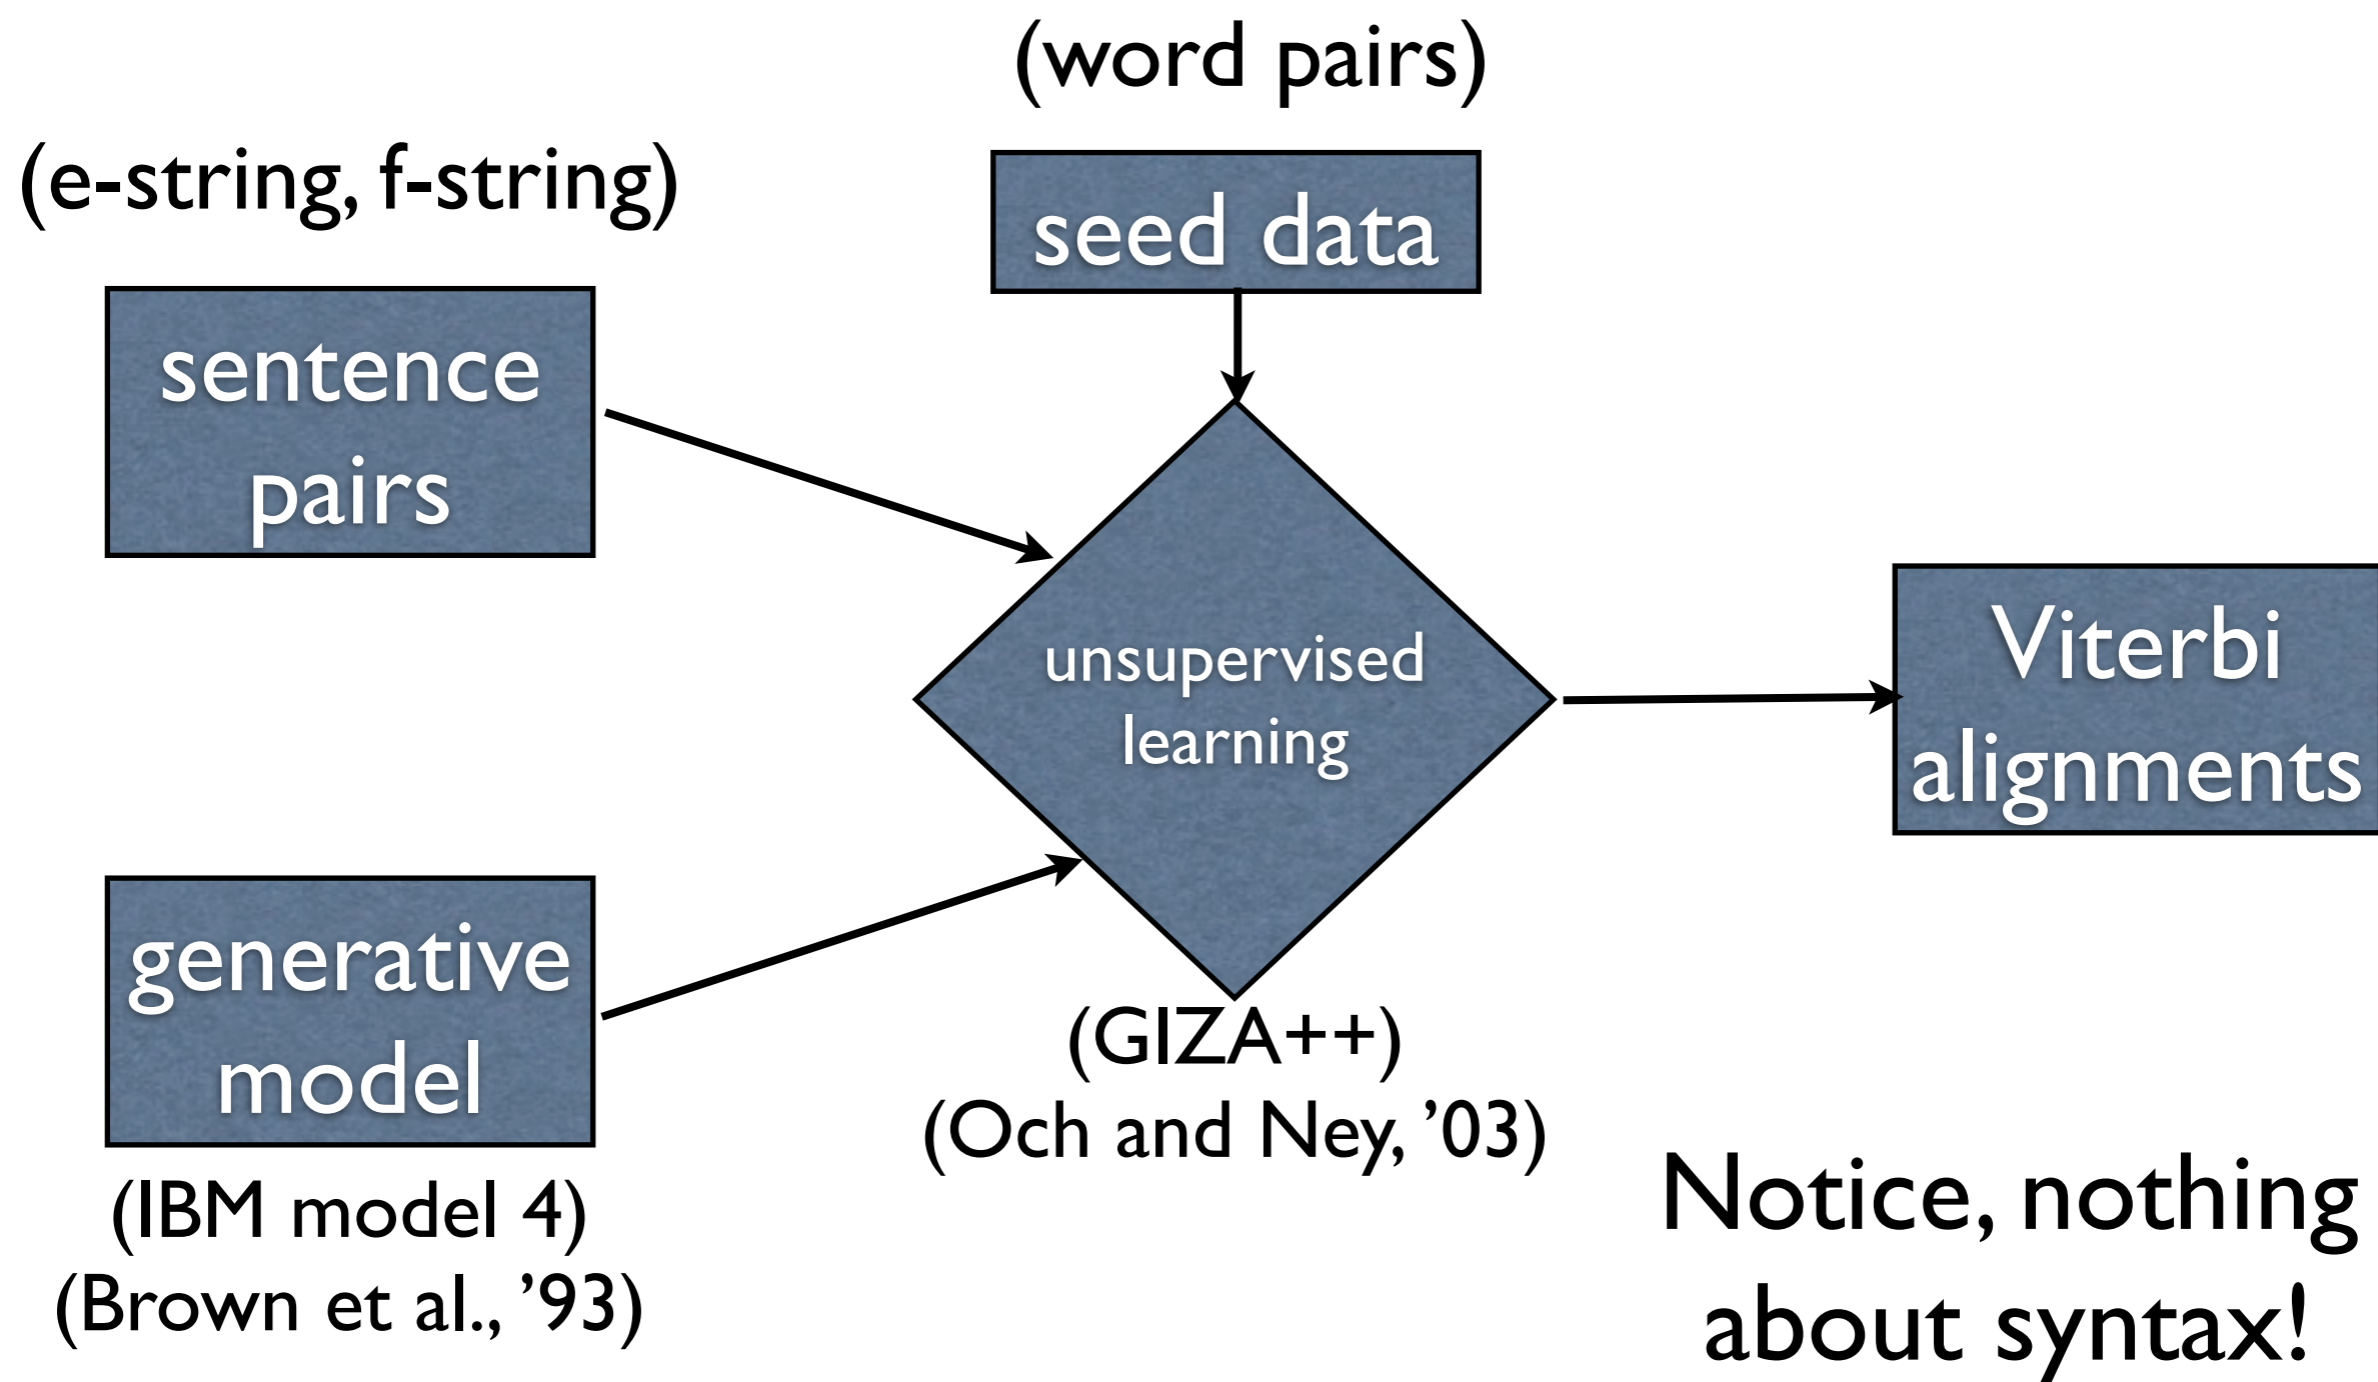 (word pairs)
seed data
(e-string, f-string)
sentence
pairs
unsupervised
learning
Viterbi
alignments
generative
model
(IBM model 4)
(Brown et al., ’93)
(GIZA++)
(Och and Ney, ’03)
Notice, nothing
about syntax!